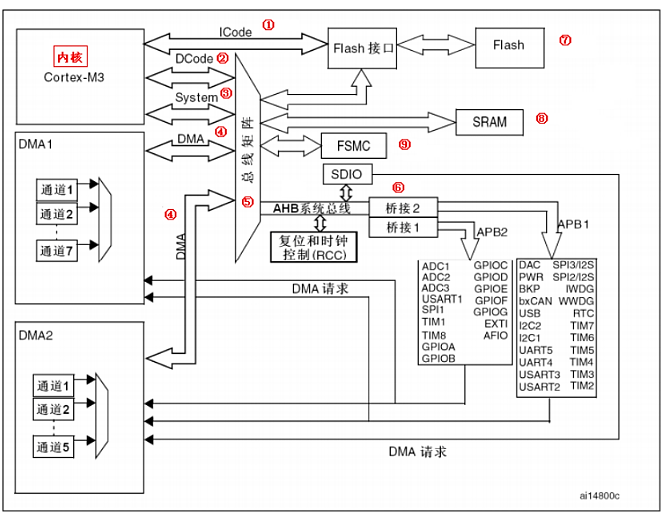 内核
Cortex-M3
ICode ①
DCode ②
System ③
DMA ④
Flash 接口
Flash ⑦
SRAM ⑧
FSMC ⑨
SDIO
总线矩阵
⑤
④
DMA
AHB系统总线
⑥
桥接2
桥接1
复位和时钟
控制(RCC)
APB2
APB1
DMA1
通道1
通道2
通道7
DMA 请求
ADC1 GPIOC
ADC2 GPIOD
ADC3 GPIOE
USART1 GPIOF
SPI1 GPIOG
TIM1 EXTI
TIM8 AFIO
GPIOA
GPIOB
DAC SPI3/I2S
PWR SPI2/I2S
BKP IWDG
bxCAN WWDG
USB RTC
I2C2 TIM7
I2C1 TIM6
UART5 TIM5
UART4 TIM4
USART3 TIM3
USART2 TIM2
DMA2
通道1
通道2
通道5
DMA 请求
ai14800c